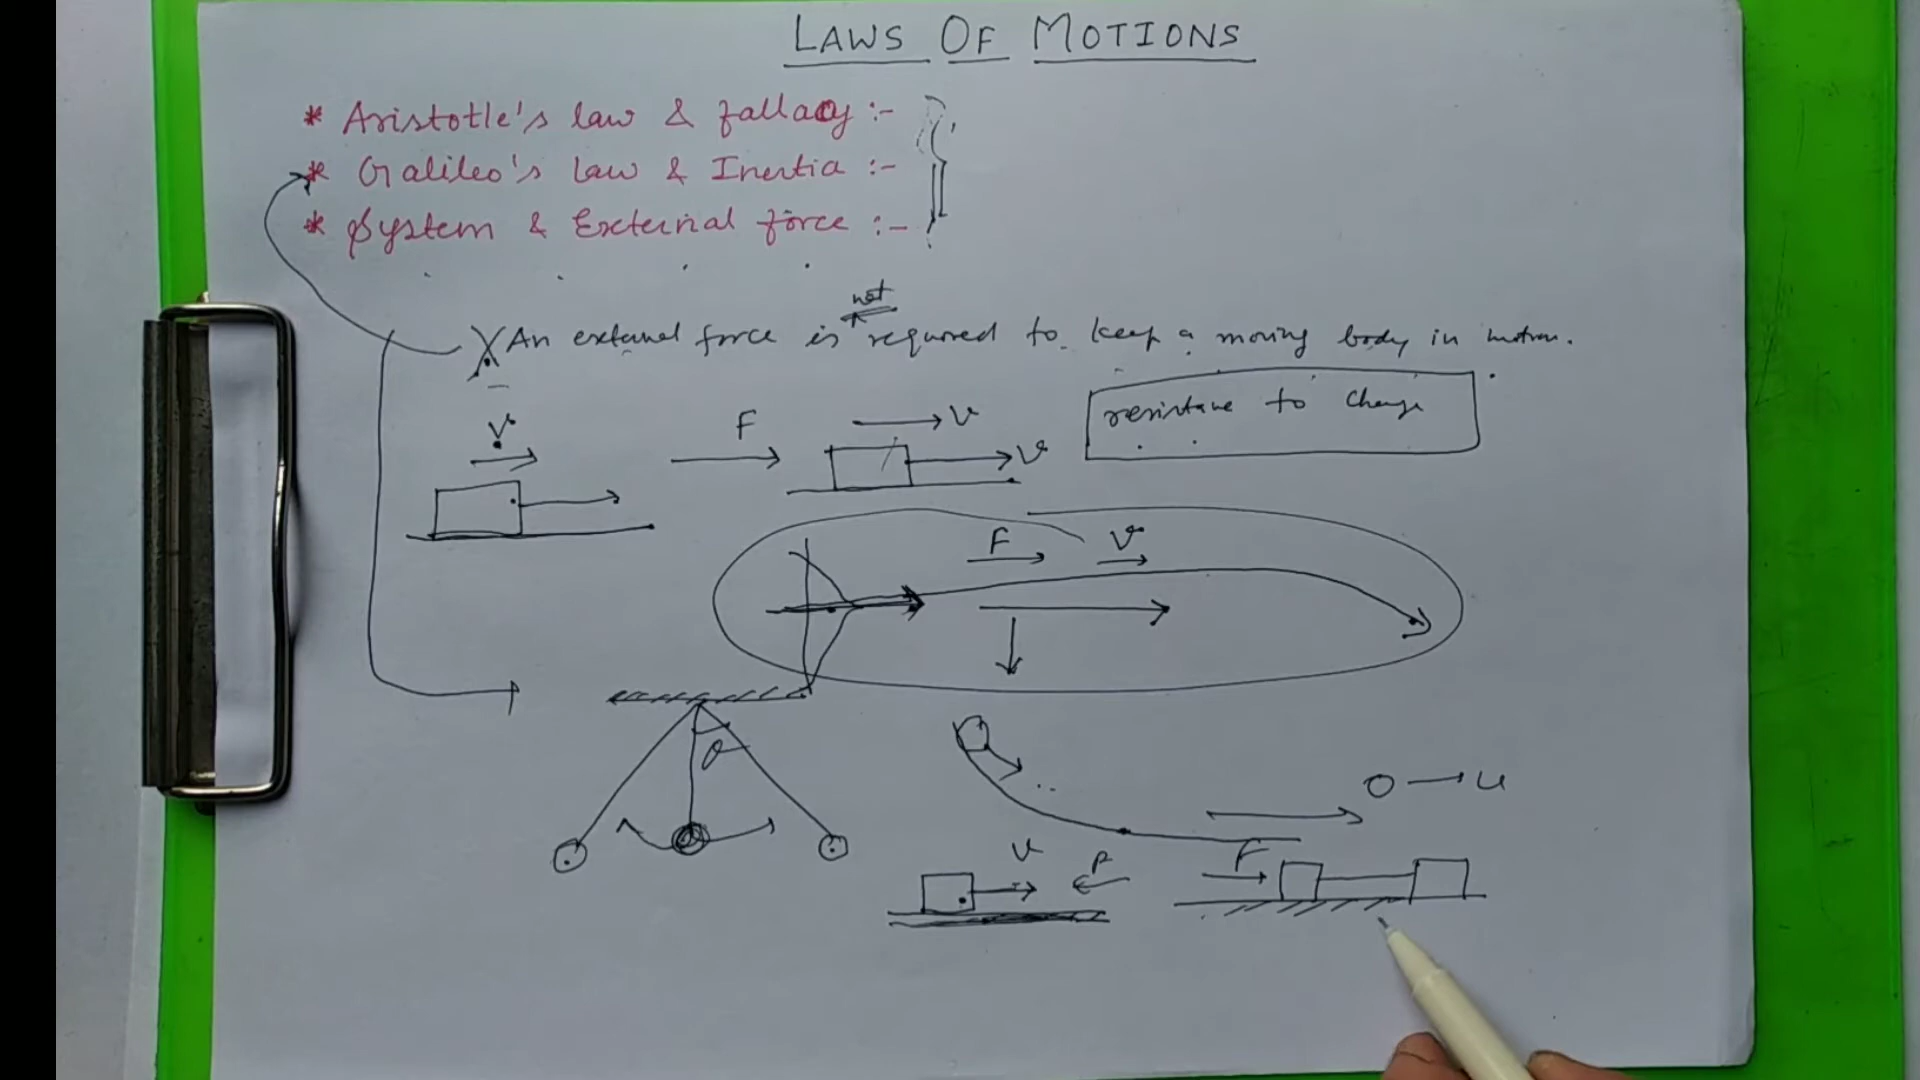 LAWS OF MOTIONS
* Aristotle's law & fallacy :-
* Galileo's law & Inertia :-
* System & External force :-
not
An external force is required to keep a moving body in motion.
resistance to change
V
F
V
V
F
V
θ
O → u
V
F
F